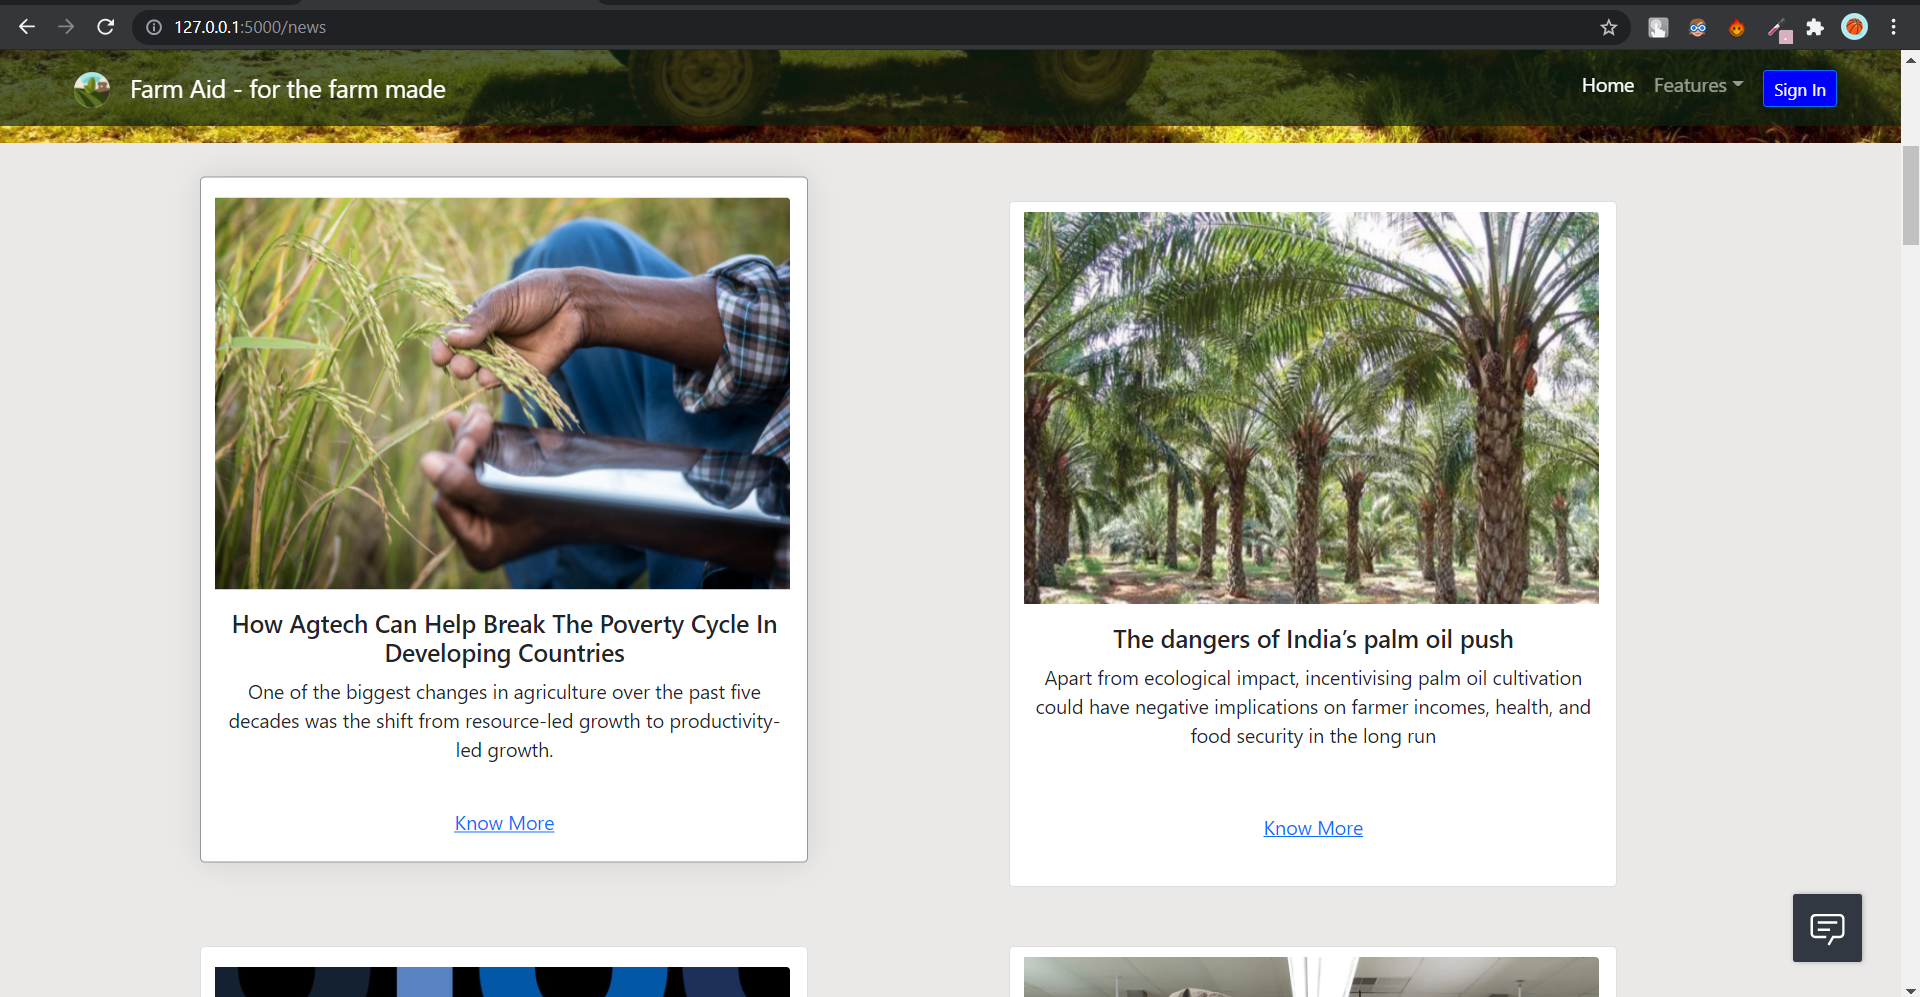 127.0.0.1:5000/news
Farm Aid - for the farm made
Home
Features
Sign In
How Agtech Can Help Break The Poverty Cycle In
Developing Countries
One of the biggest changes in agriculture over the past five
decades was the shift from resource-led growth to productivity-
led growth.
Know More
The dangers of India’s palm oil push
Apart from ecological impact, incentivising palm oil cultivation
could have negative implications on farmer incomes, health, and
food security in the long run
Know More